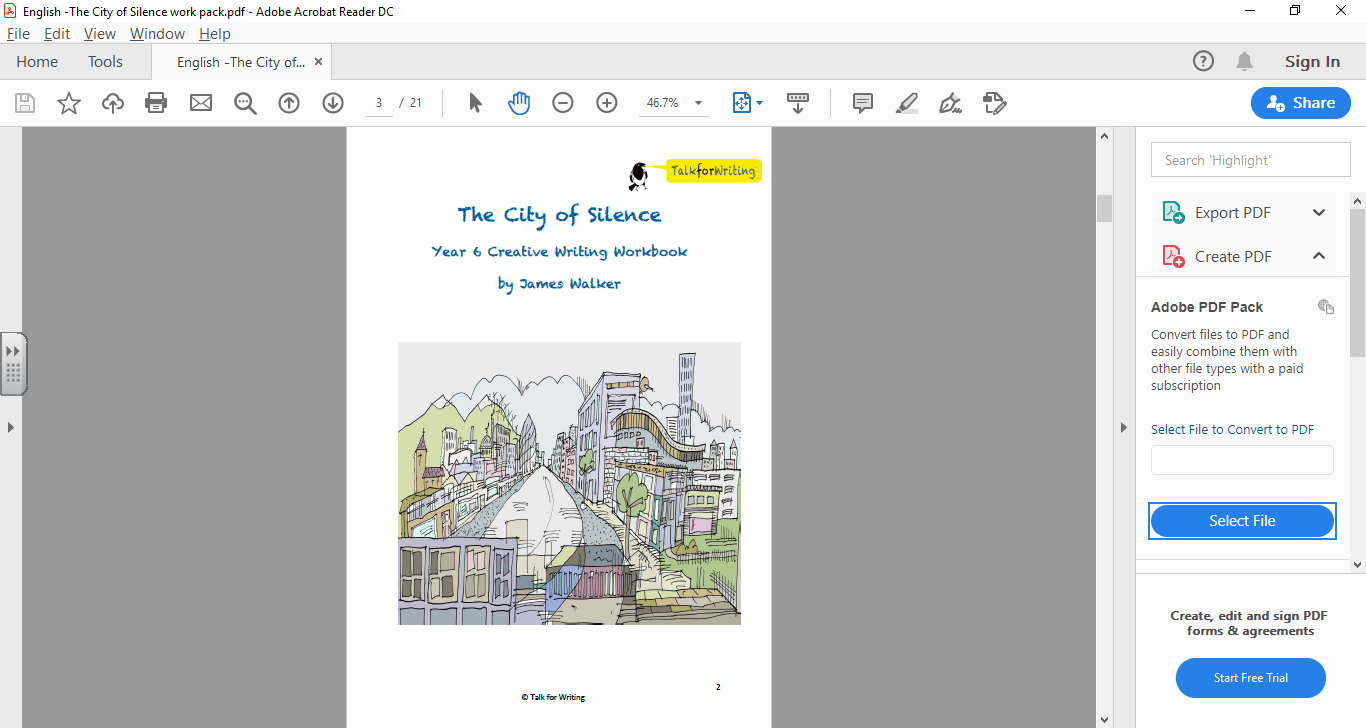 English -The City of Silence work pack.pdf - Adobe Acrobat Reader DC
File Edit View Window Help
Home Tools English -The City of... × Sign In
3 / 21 46.7% Share
TalkforWriting
The City of Silence
Year 6 Creative Writing Workbook
by James Walker
2
© Talk for Writing
Search 'Highlight'
Export PDF
Create PDF
Adobe PDF Pack
Convert files to PDF and
easily combine them with
other file types with a paid
subscription
Select File to Convert to PDF
Select File
Create, edit and sign PDF
forms & agreements
Start Free Trial